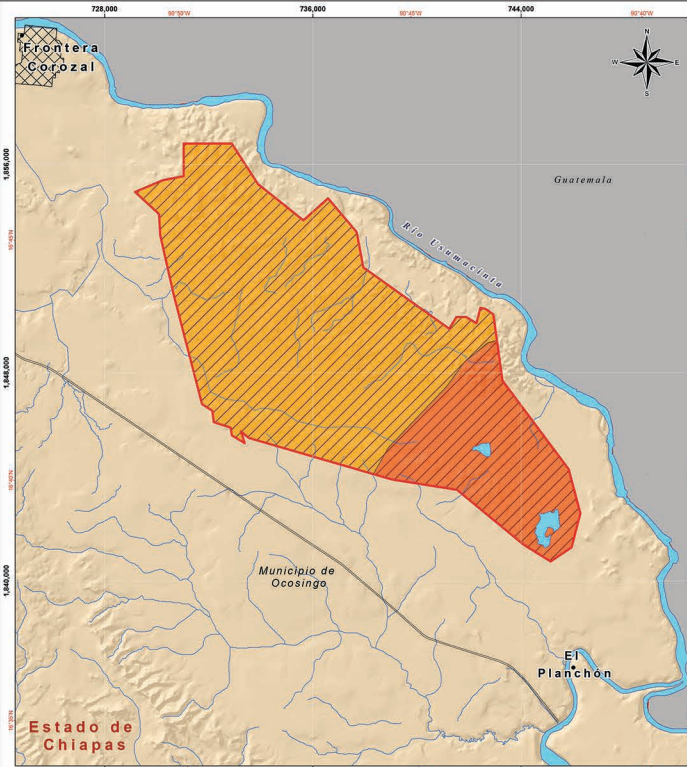 728,000
90°50'W
736,000
90°45'W
744,000
90°40'W
Frontera
Corozal
N
W
E
S
1,856,000
Guatemala
16°45'N
Río Usumacinta
1,848,000
16°40'N
Municipio de
Ocosingo
1,840,000
El
Planchón
16°35'N
Estado de
Chiapas